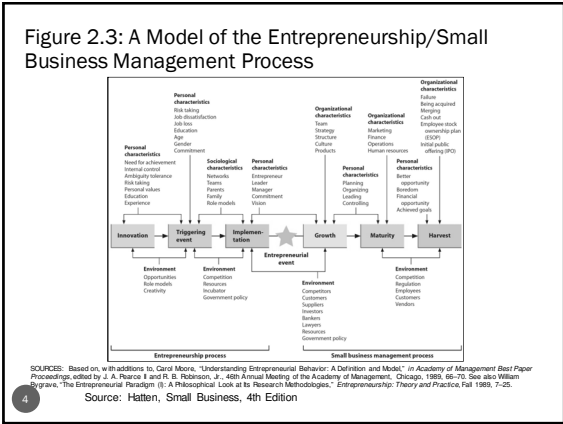 Figure 2.3: A Model of the Entrepreneurship/Small
Business Management Process
Organizational
characteristics
Failure
Being acquired
Merging
Cash out
Employee stock
ownership plan
(ESOP)
Initial public
offering (IPO)
Personal
characteristics
Risk taking
Job dissatisfaction
Job loss
Education
Age
Gender
Commitment
Organizational
characteristics
Team
Strategy
Structure
Culture
Products
Organizational
characteristics
Marketing
Finance
Operations
Human resources
Personal
characteristics
Need for achievement
Internal control
Ambiguity tolerance
Risk taking
Personal values
Education
Experience
Sociological
characteristics
Networks
Teams
Parents
Family
Role models
Personal
characteristics
Entrepreneur
Leader
Manager
Commitment
Vision
Personal
characteristics
Planning
Organizing
Leading
Controlling
Personal
characteristics
Better
opportunity
Boredom
Financial
opportunity
Achieved goals
Innovation
Triggering
event
Implemen-
tation
Growth
Maturity
Harvest
Entrepreneurial
event
Environment
Opportunities
Role models
Creativity
Environment
Competition
Resources
Incubator
Government policy
Environment
Competitors
Customers
Suppliers
Investors
Bankers
Lawyers
Resources
Government policy
Environment
Competition
Regulation
Employees
Customers
Vendors
Entrepreneurship process
Small business management process
SOURCES: Based on, with additions to, Carol Moore, "Understanding Entrepreneurial Behavior: A Definition and Model," in Academy of Management Best Paper
Proceedings, edited by J. A. Pearce II and R. B. Robinson, Jr., 46th Annual Meeting of the Academy of Management, Chicago, 1989, 66–70. See also William
Bygrave, "The Entrepreneurial Paradigm (I): A Philosophical Look at Its Research Methodologies," Entrepreneurship: Theory and Practice, Fall 1989, 7–25.
4
Source: Hatten, Small Business, 4th Edition